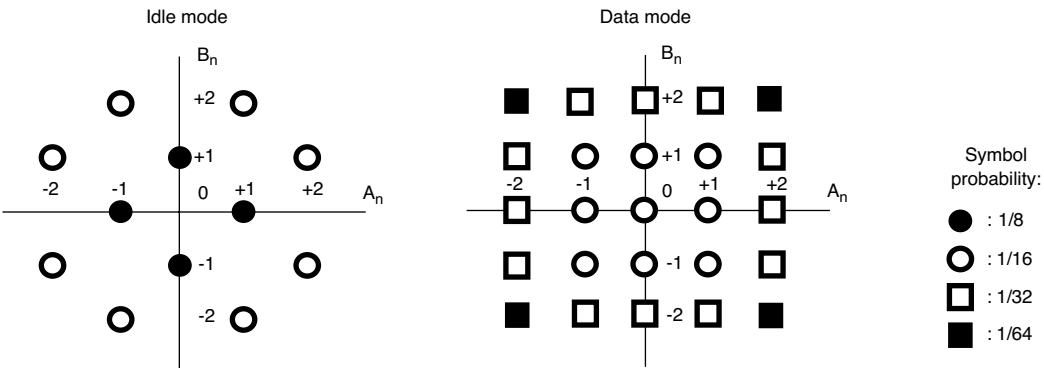 Idle mode
B_n
+2
+1
-2
-1
0
+1
+2
A_n
-1
-2
Data mode
B_n
+2
+1
-2
-1
0
+1
+2
A_n
-1
-2
Symbol
probability:
: 1/8
: 1/16
: 1/32
: 1/64